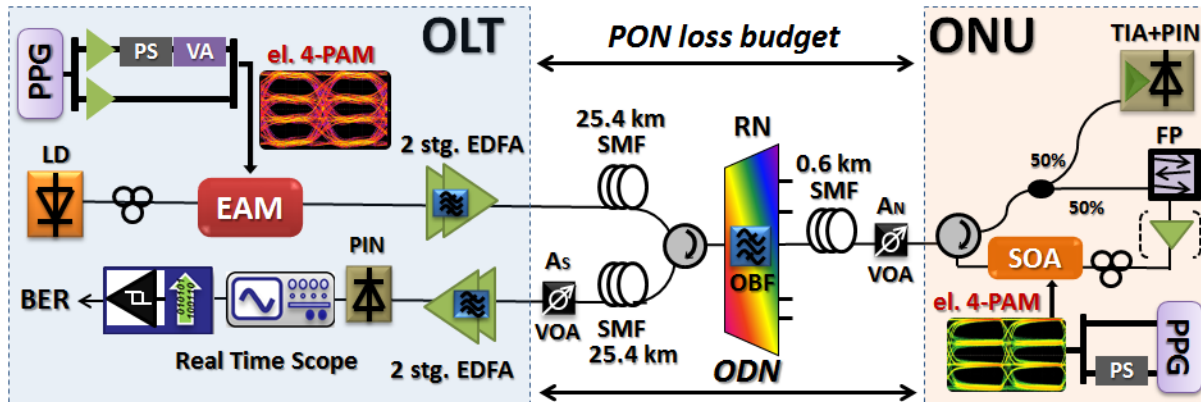 OLT
PPG
PS
VA
el. 4-PAM
LD
EAM
2 stg. EDFA
BER
010101
100110
Real Time Scope
PIN
2 stg. EDFA
PON loss budget
25.4 km
SMF
RN
0.6 km
SMF
AN
VOA
OBF
AS
VOA
SMF
25.4 km
ODN
ONU
TIA+PIN
50%
50%
FP
SOA
el. 4-PAM
PS
PPG